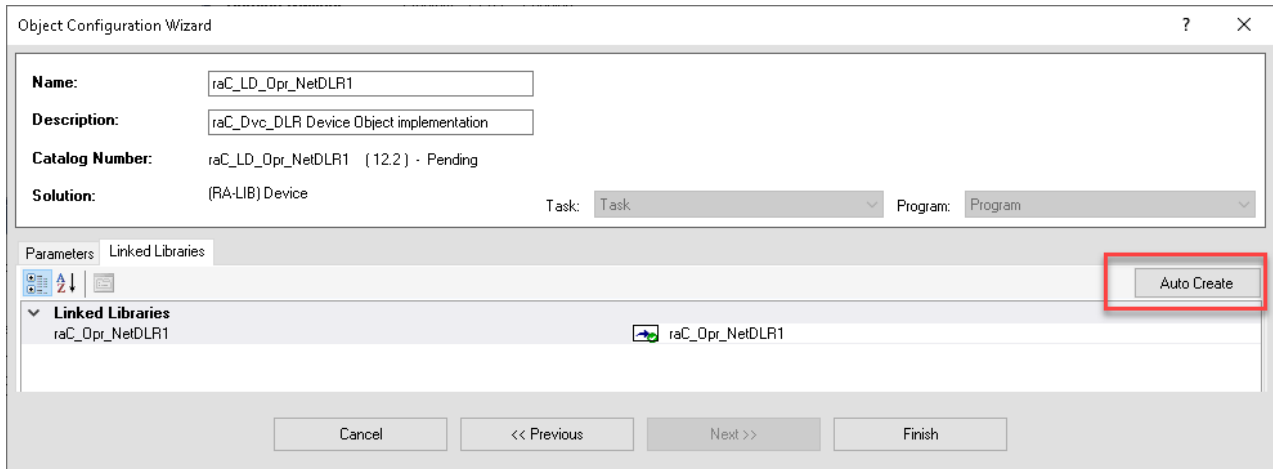 Object Configuration Wizard
?
Name:
raC_LD_Opr_NetDLR1
Description:
raC_Dvc_DLR Device Object implementation
Catalog Number:
raC_LD_Opr_NetDLR1 (12.2) - Pending
Solution:
(RA-LIB) Device
Task: Task
Program: Program
Parameters
Linked Libraries
Auto Create
Linked Libraries
raC_Opr_NetDLR1
raC_Opr_NetDLR1
Cancel
<< Previous
Next >>
Finish